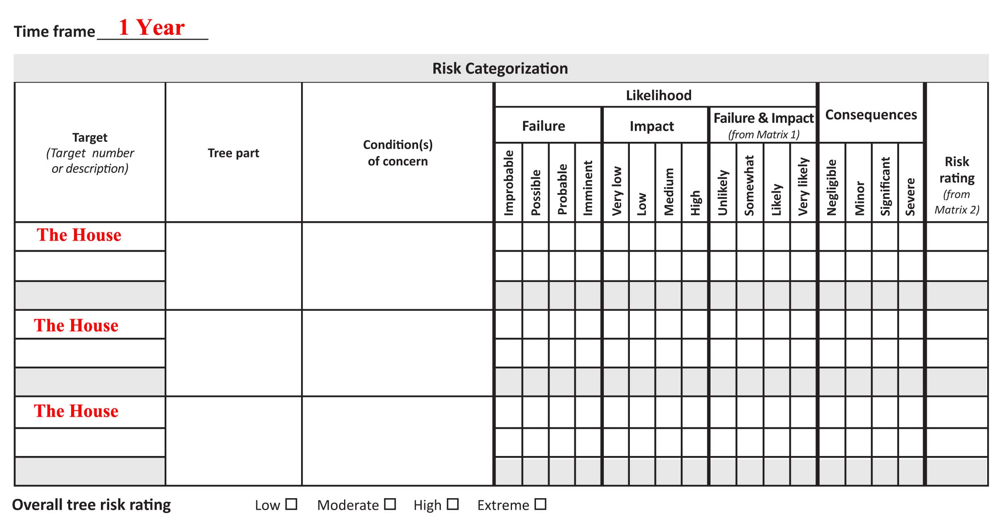 Time frame 1 Year
Risk Categorization
Likelihood
Failure
Impact
Failure & Impact
(from Matrix 1)
Consequences
Target
(Target number
or description)
Tree part
Condition(s)
of concern
Improbable
Possible
Probable
Imminent
Very low
Low
Medium
High
Unlikely
Somewhat
Likely
Very likely
Negligible
Minor
Significant
Severe
Risk
rating
(from
Matrix 2)
The House
The House
The House
Overall tree risk rating Low Moderate High Extreme